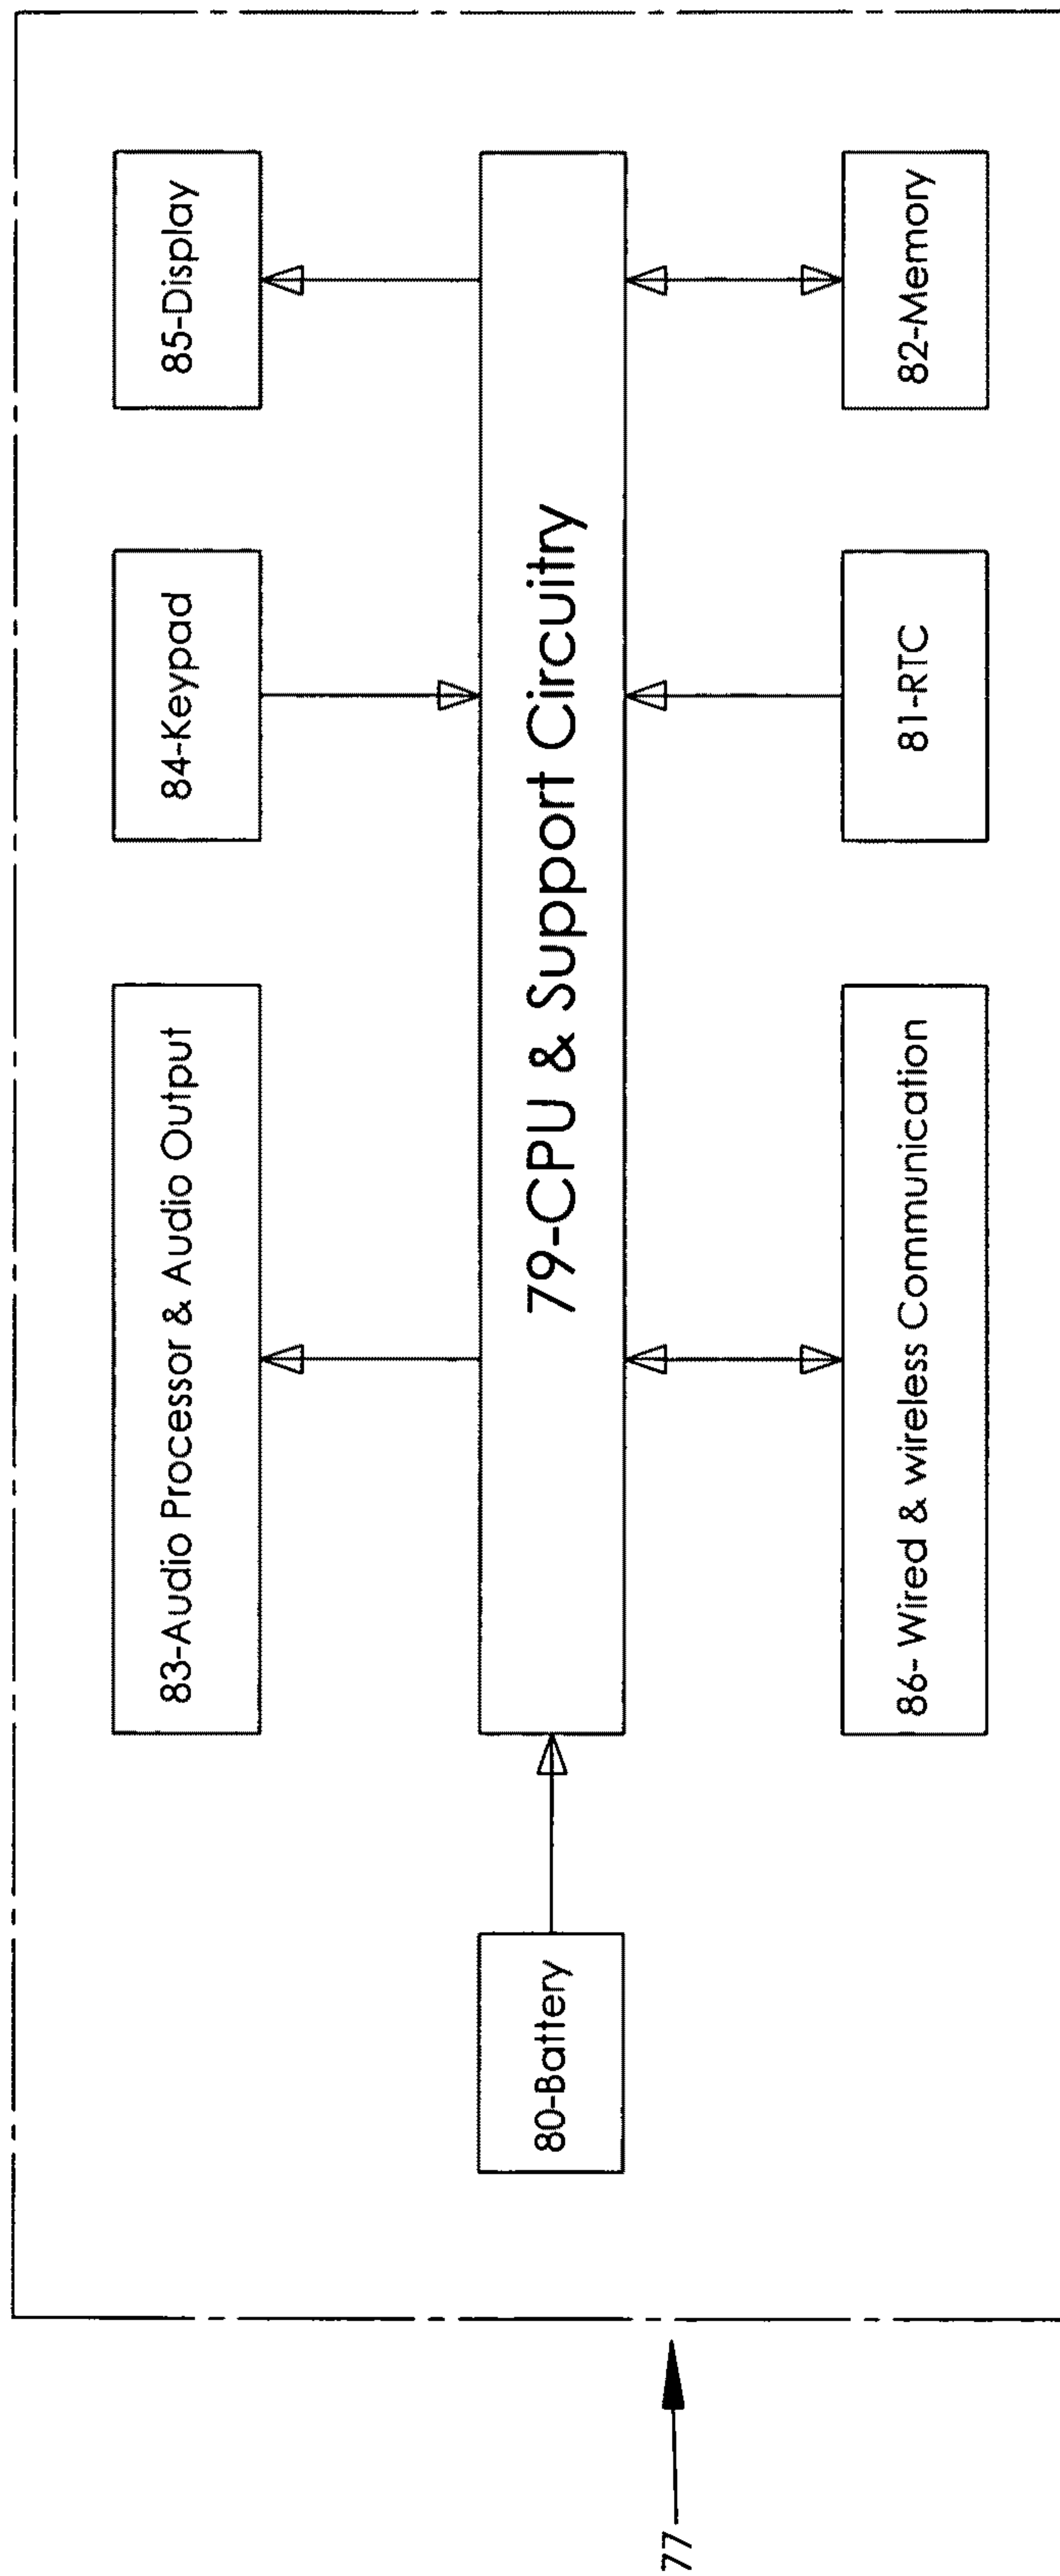 83-Audio Processor & Audio Output
84-Keypad
85-Display
80-Battery
79-CPU & Support Circuitry
86- Wired & wireless Communication
81-RTC
82-Memory
77